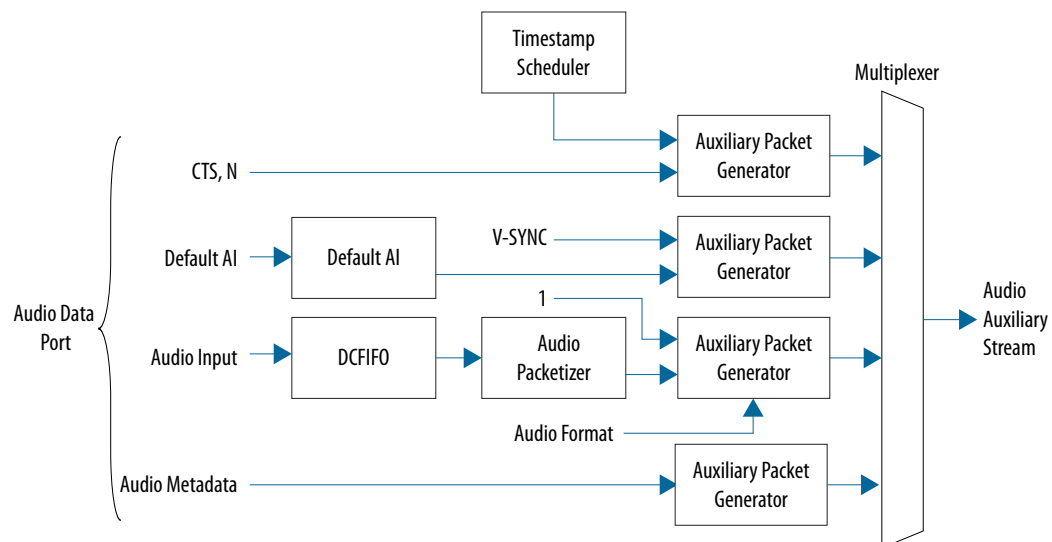 Timestamp
Scheduler
Multiplexer
Auxiliary Packet
Generator
CTS, N
V-SYNC
Auxiliary Packet
Generator
Default AI
Default AI
1
Audio Data
Port
Audio
Auxiliary
Stream
Audio Input
DCFIFO
Audio
Packetizer
Auxiliary Packet
Generator
Audio Format
Audio Metadata
Auxiliary Packet
Generator